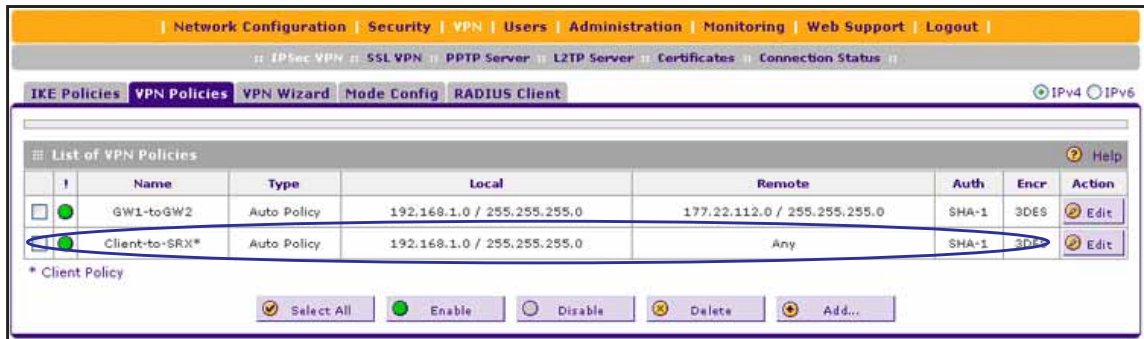 | Network Configuration | Security | VPN | Users | Administration | Monitoring | Web Support | Logout |
:: IPSec VPN :: SSL VPN :: PPTP Server :: L2TP Server :: Certificates :: Connection Status ::
IKE Policies VPN Policies VPN Wizard Mode Config RADIUS Client IPv4 IPv6
List of VPN Policies Help
! Name Type Local Remote Auth Encr Action
GW1-toGW2 Auto Policy 192.168.1.0 / 255.255.255.0 177.22.112.0 / 255.255.255.0 SHA-1 3DES Edit
Client-to-SRX* Auto Policy 192.168.1.0 / 255.255.255.0 Any SHA-1 3DES Edit
* Client Policy
Select All Enable Disable Delete Add...